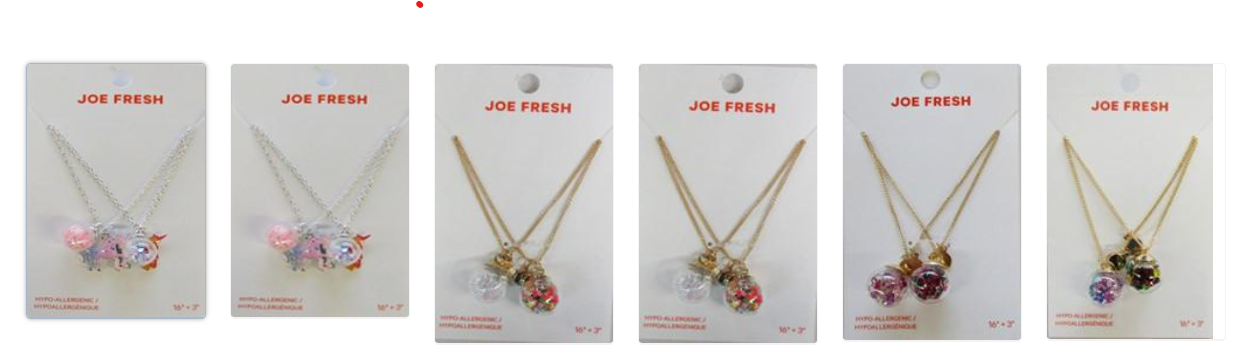 JOE FRESH
HYPO-ALLERGENIC /
HYPOALLERGÉNIQUE
16" + 3"
JOE FRESH
HYPO-ALLERGENIC /
HYPOALLERGÉNIQUE
16" + 3"
JOE FRESH
HYPO-ALLERGENIC /
HYPOALLERGÉNIQUE
16" + 3"
JOE FRESH
HYPO-ALLERGENIC /
HYPOALLERGÉNIQUE
16" + 3"
JOE FRESH
HYPO-ALLERGENIC /
HYPOALLERGÉNIQUE
16" + 3"
JOE FRESH
HYPO-ALLERGENIC /
HYPOALLERGÉNIQUE
16" + 3"